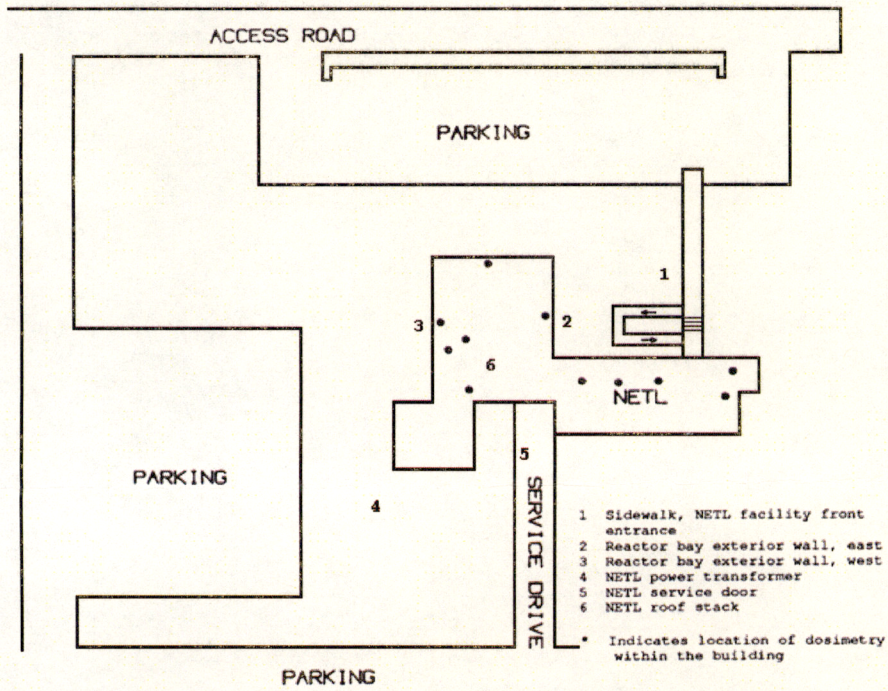 ACCESS ROAD
PARKING
1
3
2
6
NETL
PARKING
5
4
SERVICE DRIVE
1 Sidewalk, NETL facility front
entrance
2 Reactor bay exterior wall, east
3 Reactor bay exterior wall, west
4 NETL power transformer
5 NETL service door
6 NETL roof stack
• Indicates location of dosimetry
within the building
PARKING